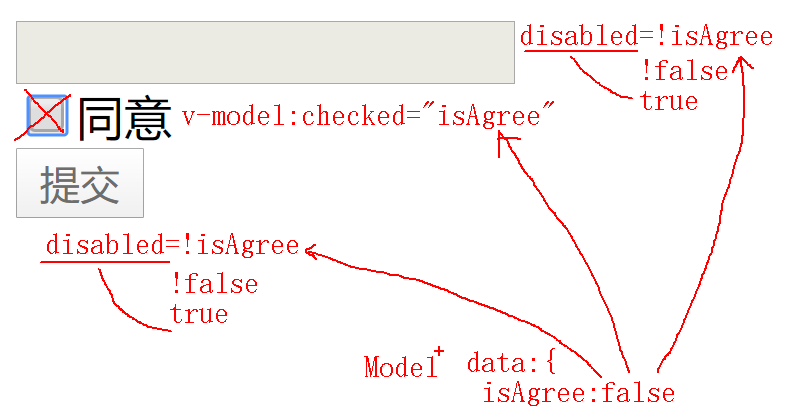 disabled=!isAgree
!false
true
同意 v-model:checked="isAgree"
提交
disabled=!isAgree
!false
true
Model data:{
isAgree:false